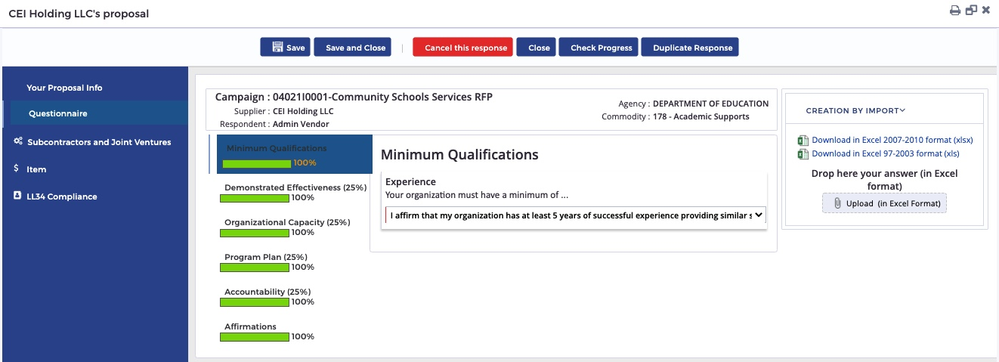 CEI Holding LLC's proposal
Save
Save and Close
|
Cancel this response
Close
Check Progress
Duplicate Response
Your Proposal Info
Questionnaire
Subcontractors and Joint Ventures
Item
LL34 Compliance
Campaign : 04021I0001-Community Schools Services RFP
Supplier : CEI Holding LLC
Respondent : Admin Vendor
Agency : DEPARTMENT OF EDUCATION
Commodity : 178 - Academic Supports
Minimum Qualifications
100%
Demonstrated Effectiveness (25%)
100%
Organizational Capacity (25%)
100%
Program Plan (25%)
100%
Accountability (25%)
100%
Affirmations
100%
Minimum Qualifications
Experience
Your organization must have a minimum of ...
I affirm that my organization has at least 5 years of successful experience providing similar s
CREATION BY IMPORT
Download in Excel 2007-2010 format (xlsx)
Download in Excel 97-2003 format (xls)
Drop here your answer (in Excel
format)
Upload (in Excel Format)